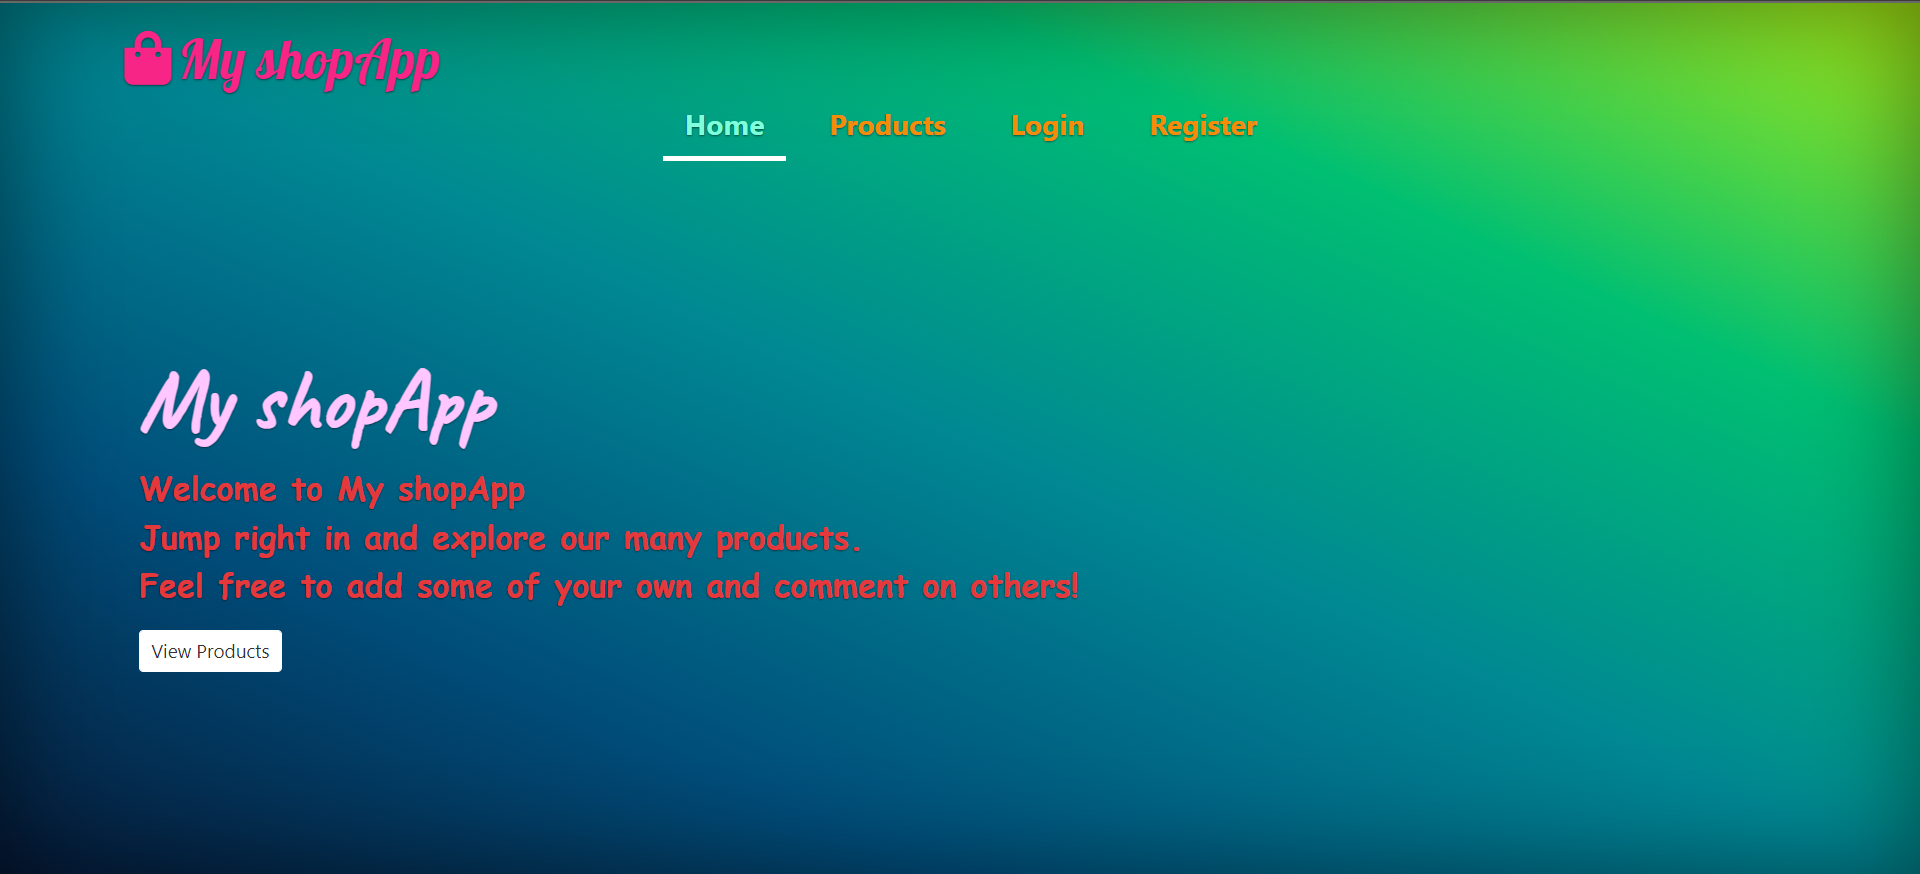 My shopApp
Home Products Login Register
My shopApp
Welcome to My shopApp
Jump right in and explore our many products.
Feel free to add some of your own and comment on others!
View Products